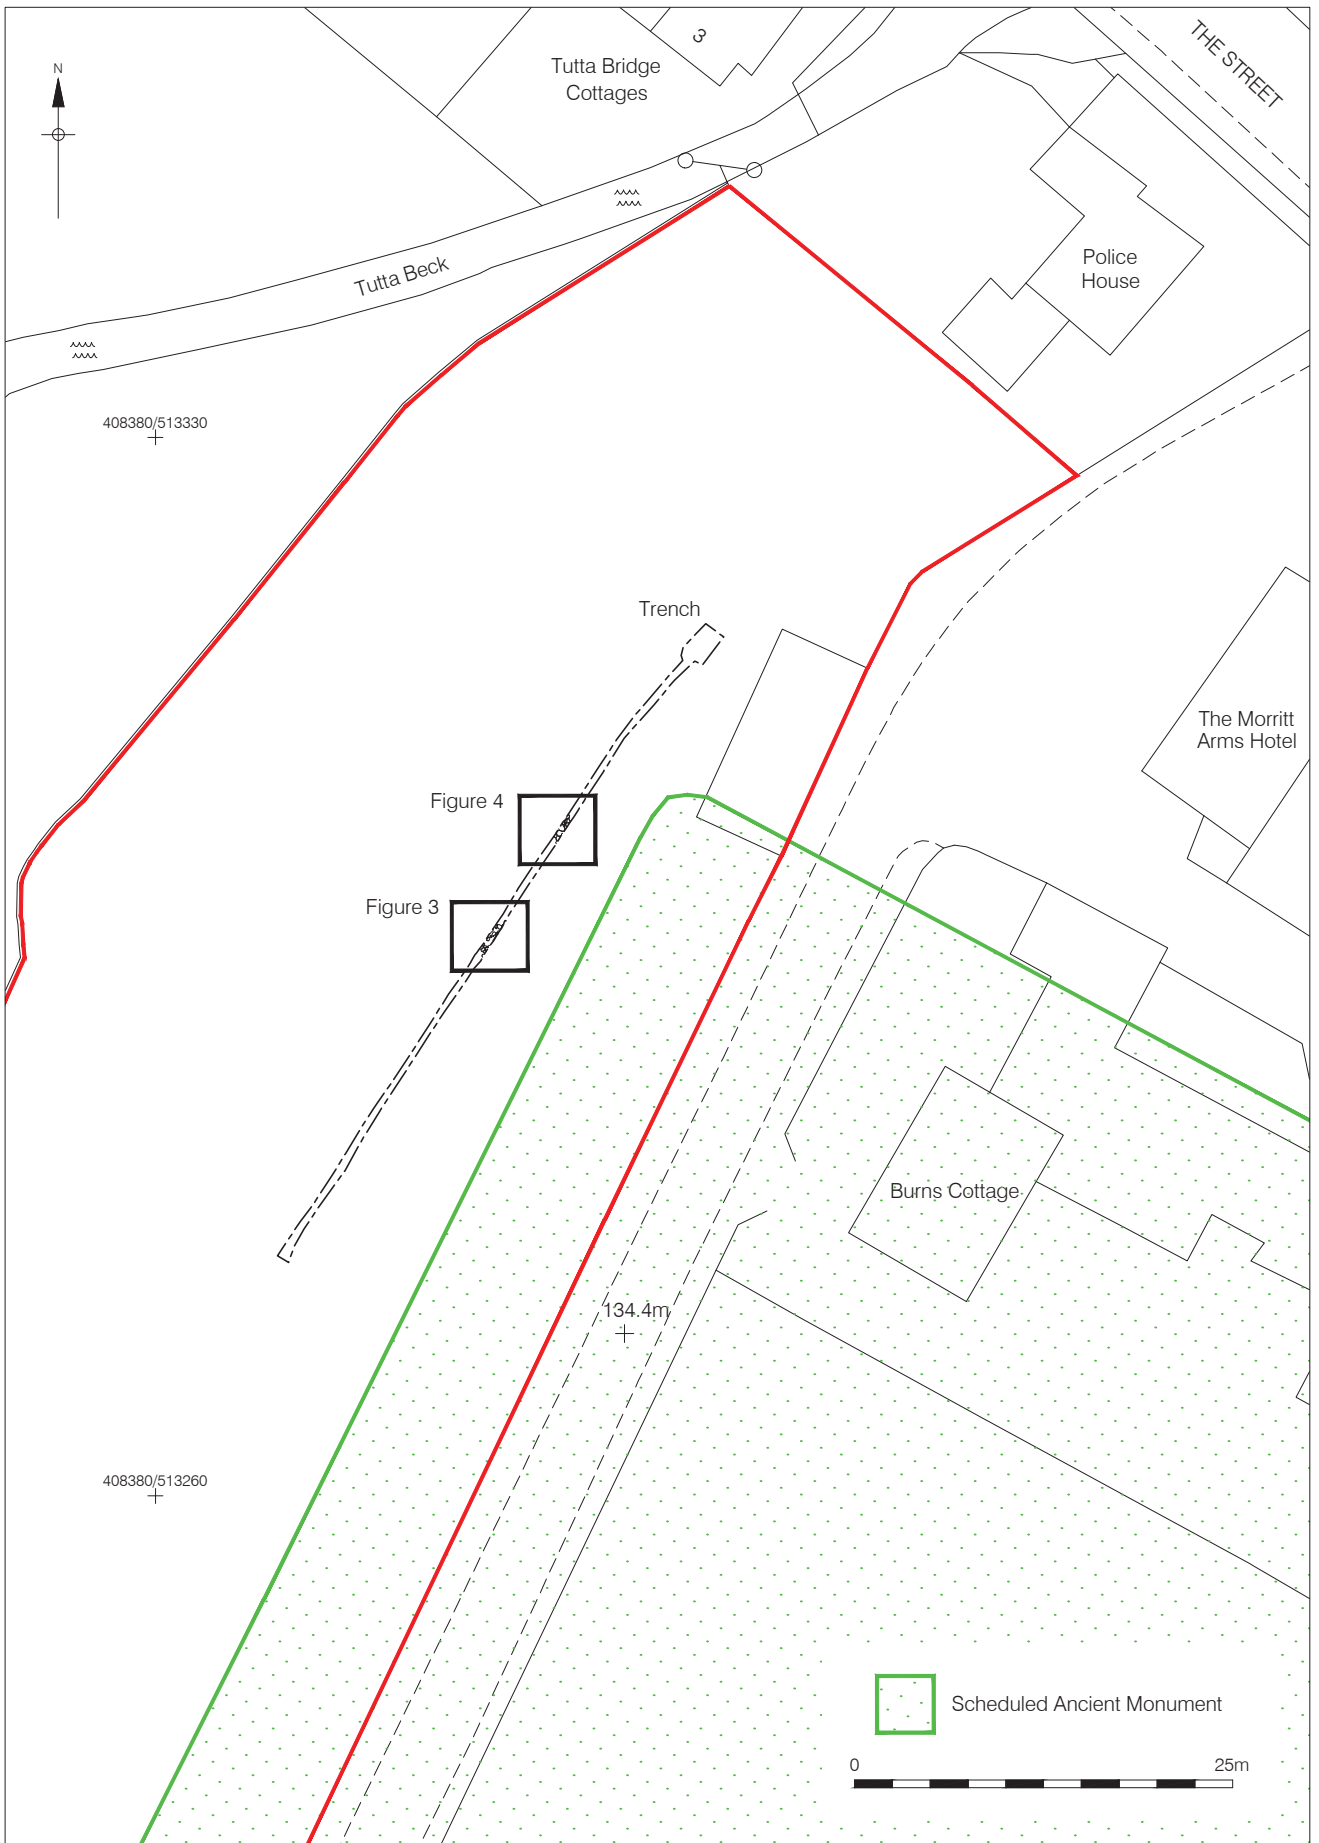 3
THE STREET
Tutta Bridge
Cottages
N
Police
House
Tutta Beck
408380/513330
Trench
The Morritt
Arms Hotel
Figure 4
Figure 3
Burns Cottage
134.4m
408380/513260
Scheduled Ancient Monument
0 25m